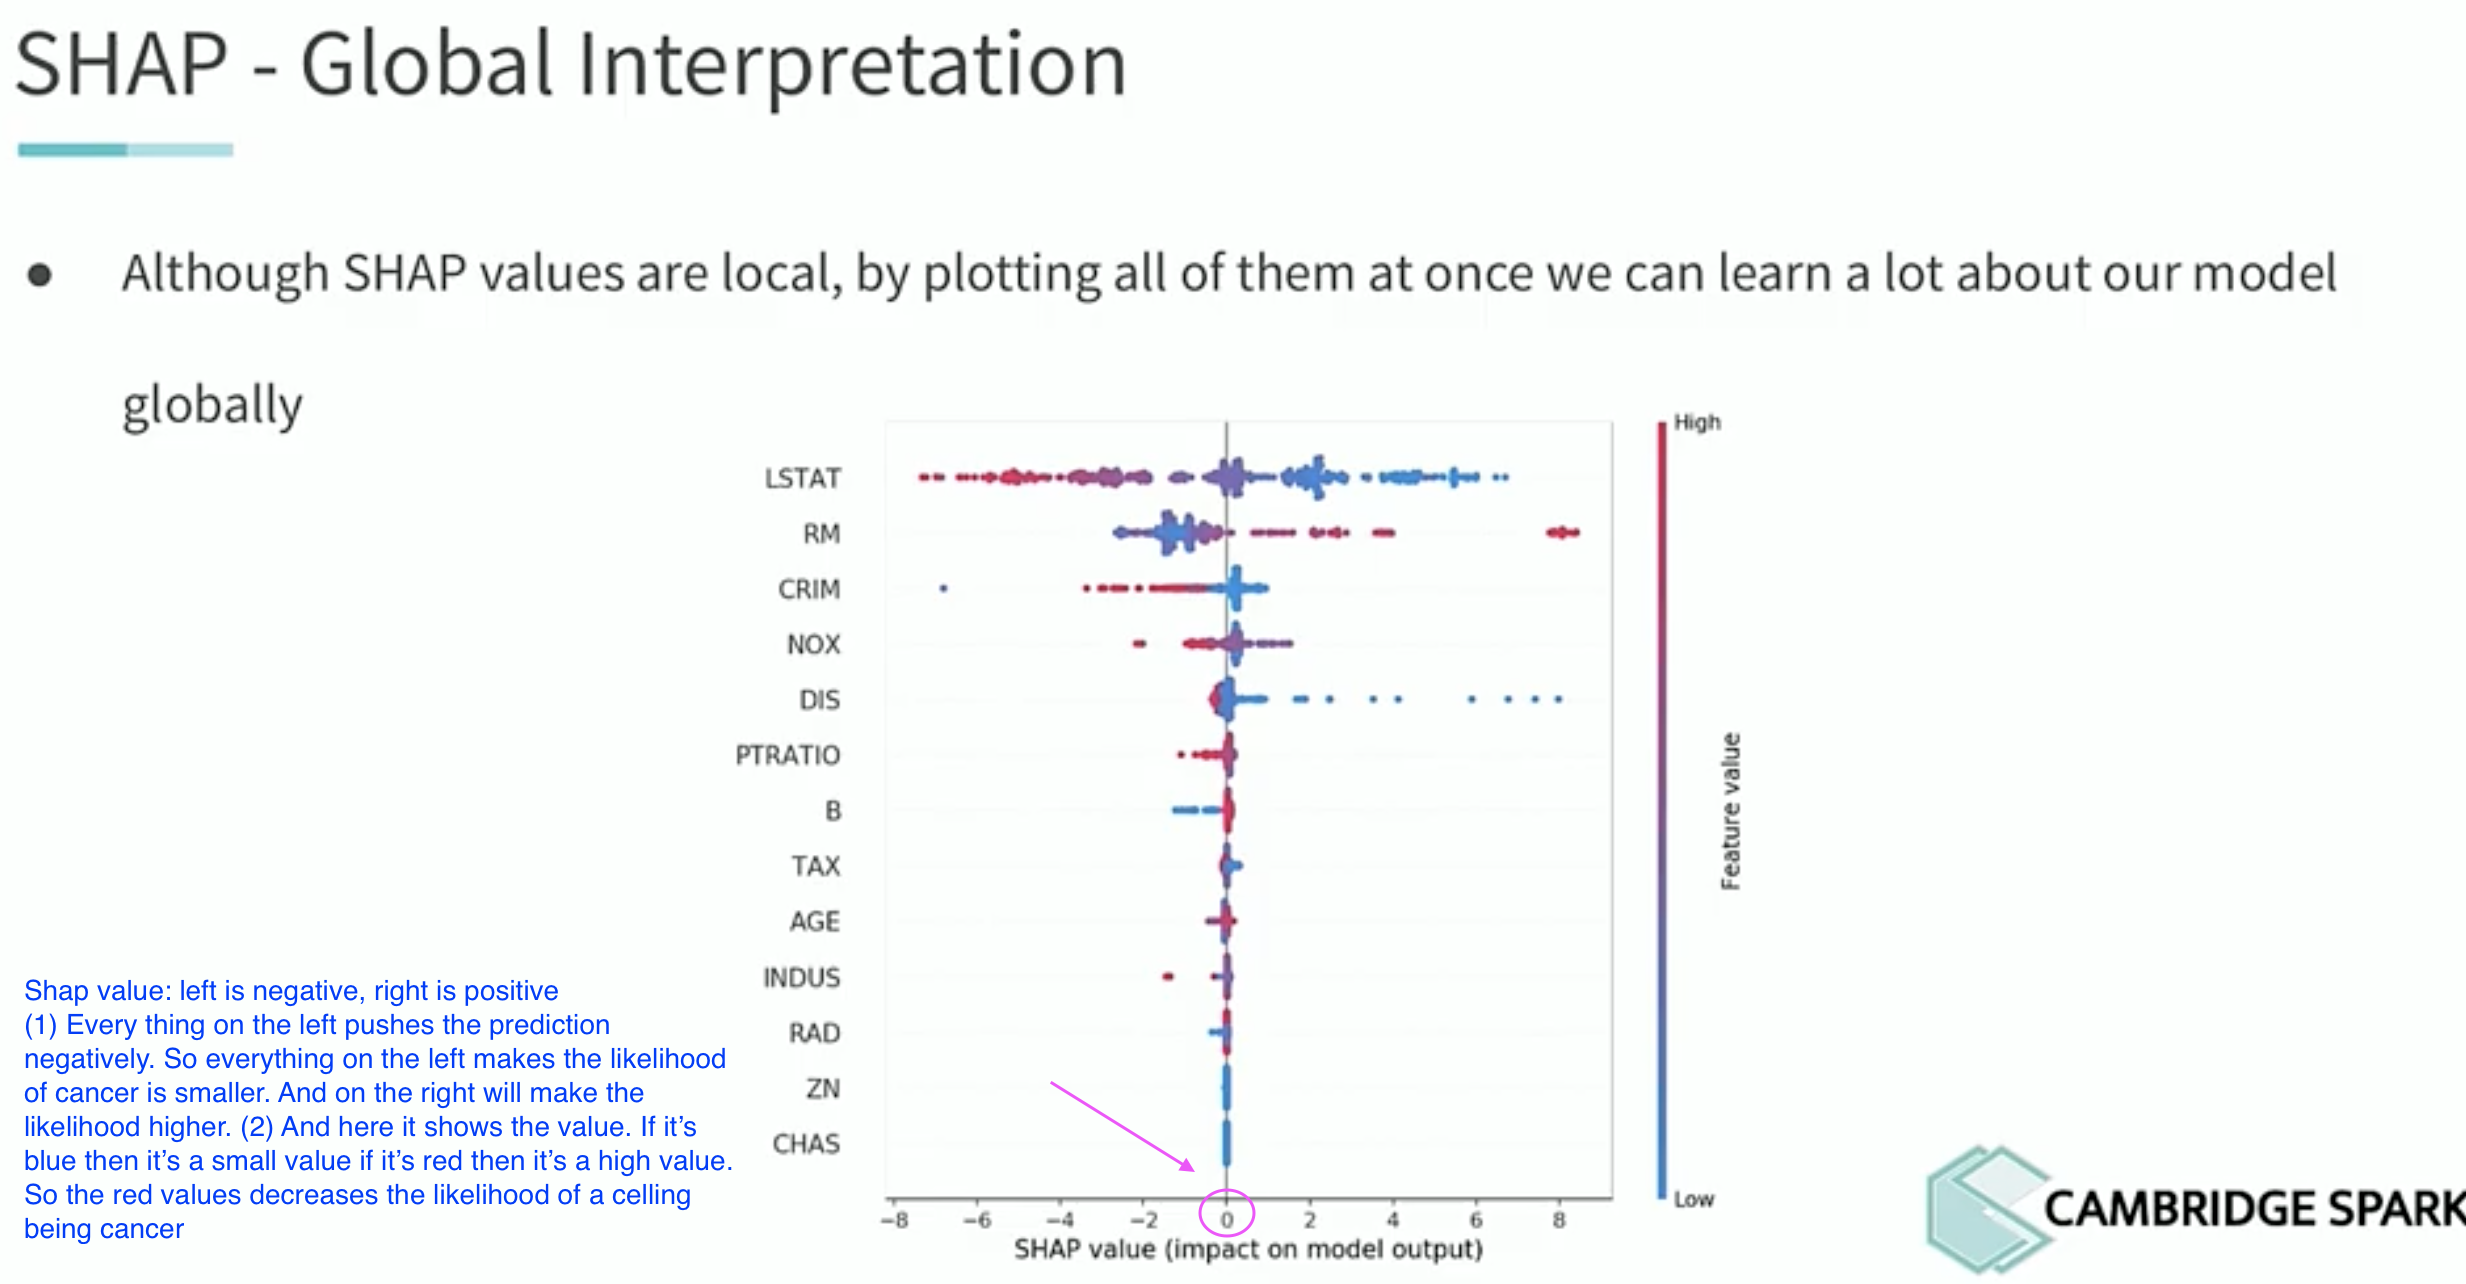 SHAP - Global Interpretation
● Although SHAP values are local, by plotting all of them at once we can learn a lot about our model
globally
High
LSTAT
RM
CRIM
NOX
DIS
PTRATIO
B
TAX
AGE
INDUS
RAD
ZN
CHAS
Feature value
Low
−8 −6 −4 −2 0 2 4 6 8
SHAP value (impact on model output)
Shap value: left is negative, right is positive
(1) Every thing on the left pushes the prediction
negatively. So everything on the left makes the likelihood
of cancer is smaller. And on the right will make the
likelihood higher. (2) And here it shows the value. If it’s
blue then it’s a small value if it’s red then it’s a high value.
So the red values decreases the likelihood of a celling
being cancer
CAMBRIDGE SPARK